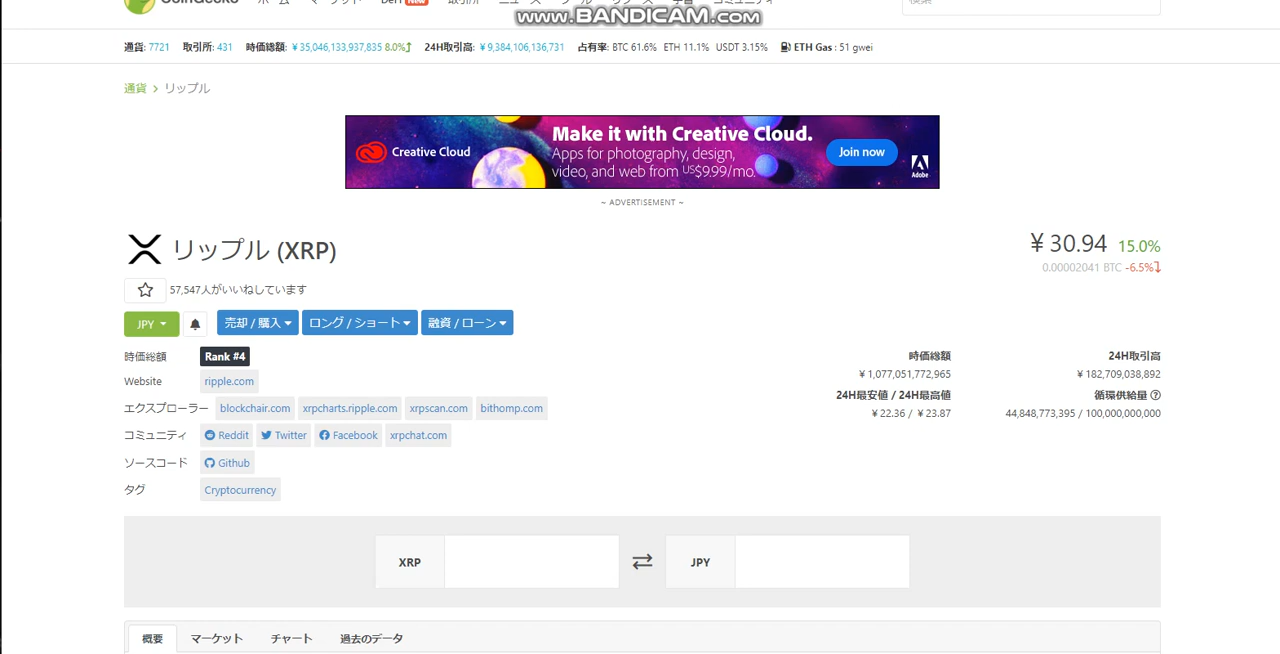 www.BANDICAM.com
通貨: 7721 取引所: 431 時価総額: ¥35,046,133,937,835 8.0% 24H取引高: ¥9,384,106,136,731 占有率: BTC 61.6% ETH 11.1% USDT 3.15% ETH Gas : 51 gwei
通貨 > リップル
Creative Cloud
Make it with Creative Cloud.
Apps for photography, design,
video, and web from US$9.99/mo.
Join now
Adobe
~ ADVERTISEMENT ~
リップル (XRP)
¥30.94 15.0%
0.00002041 BTC -6.5%
57,547人がいいねしています
JPY 売却 / 購入 ロング / ショート 融資 / ローン
時価総額 Rank #4
Website ripple.com
エクスプローラー blockchair.com xrpcharts.ripple.com xrpscan.com bithomp.com
コミュニティ Reddit Twitter Facebook xrpchat.com
ソースコード Github
タグ Cryptocurrency
時価総額
¥1,077,051,772,965
24H取引高
¥182,709,038,892
24H最安値 / 24H最高値
¥22.36 / ¥23.87
循環供給量
44,848,773,395 / 100,000,000,000
XRP
JPY
概要 マーケット チャート 過去のデータ